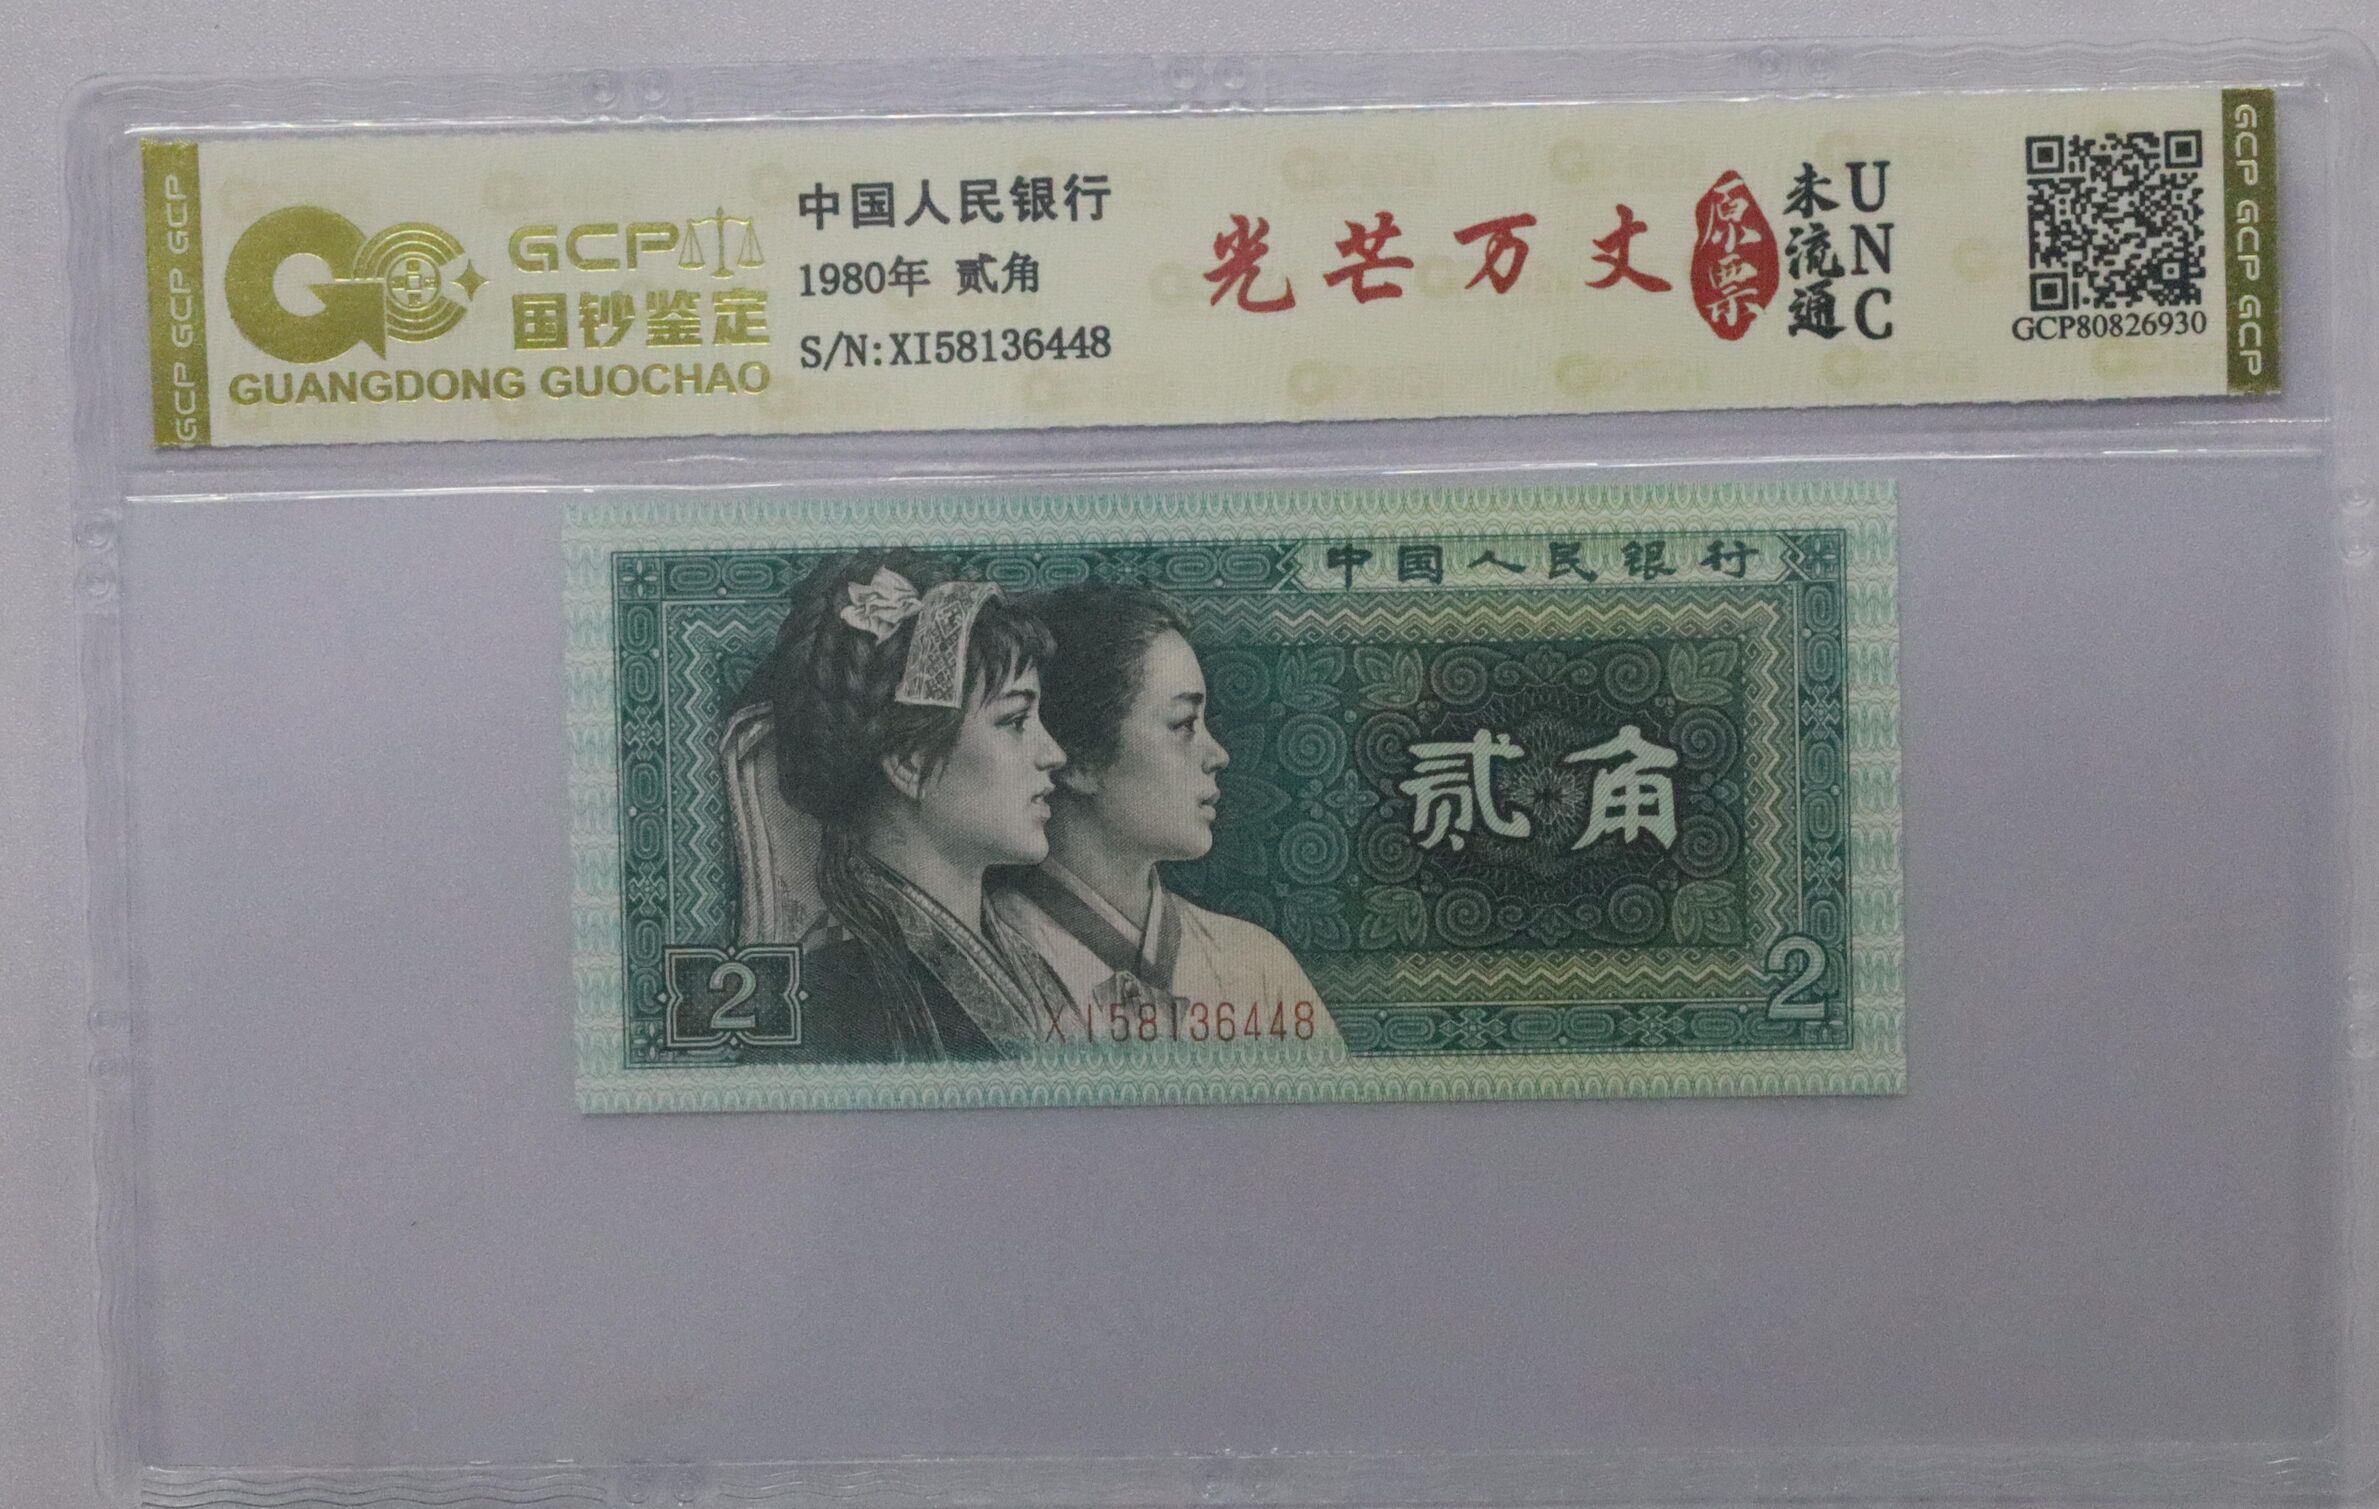 GCP GCP GCP
GCP
国钞鉴定
GUANGDONG GUOCHAO
中国人民银行
1980年 贰角
S/N:XI58136448
光芒万丈
原票
未流通
UNC
GCP80826930
GCP GCP GCP GCP
中国人民银行
贰角
2
XI58136448
2